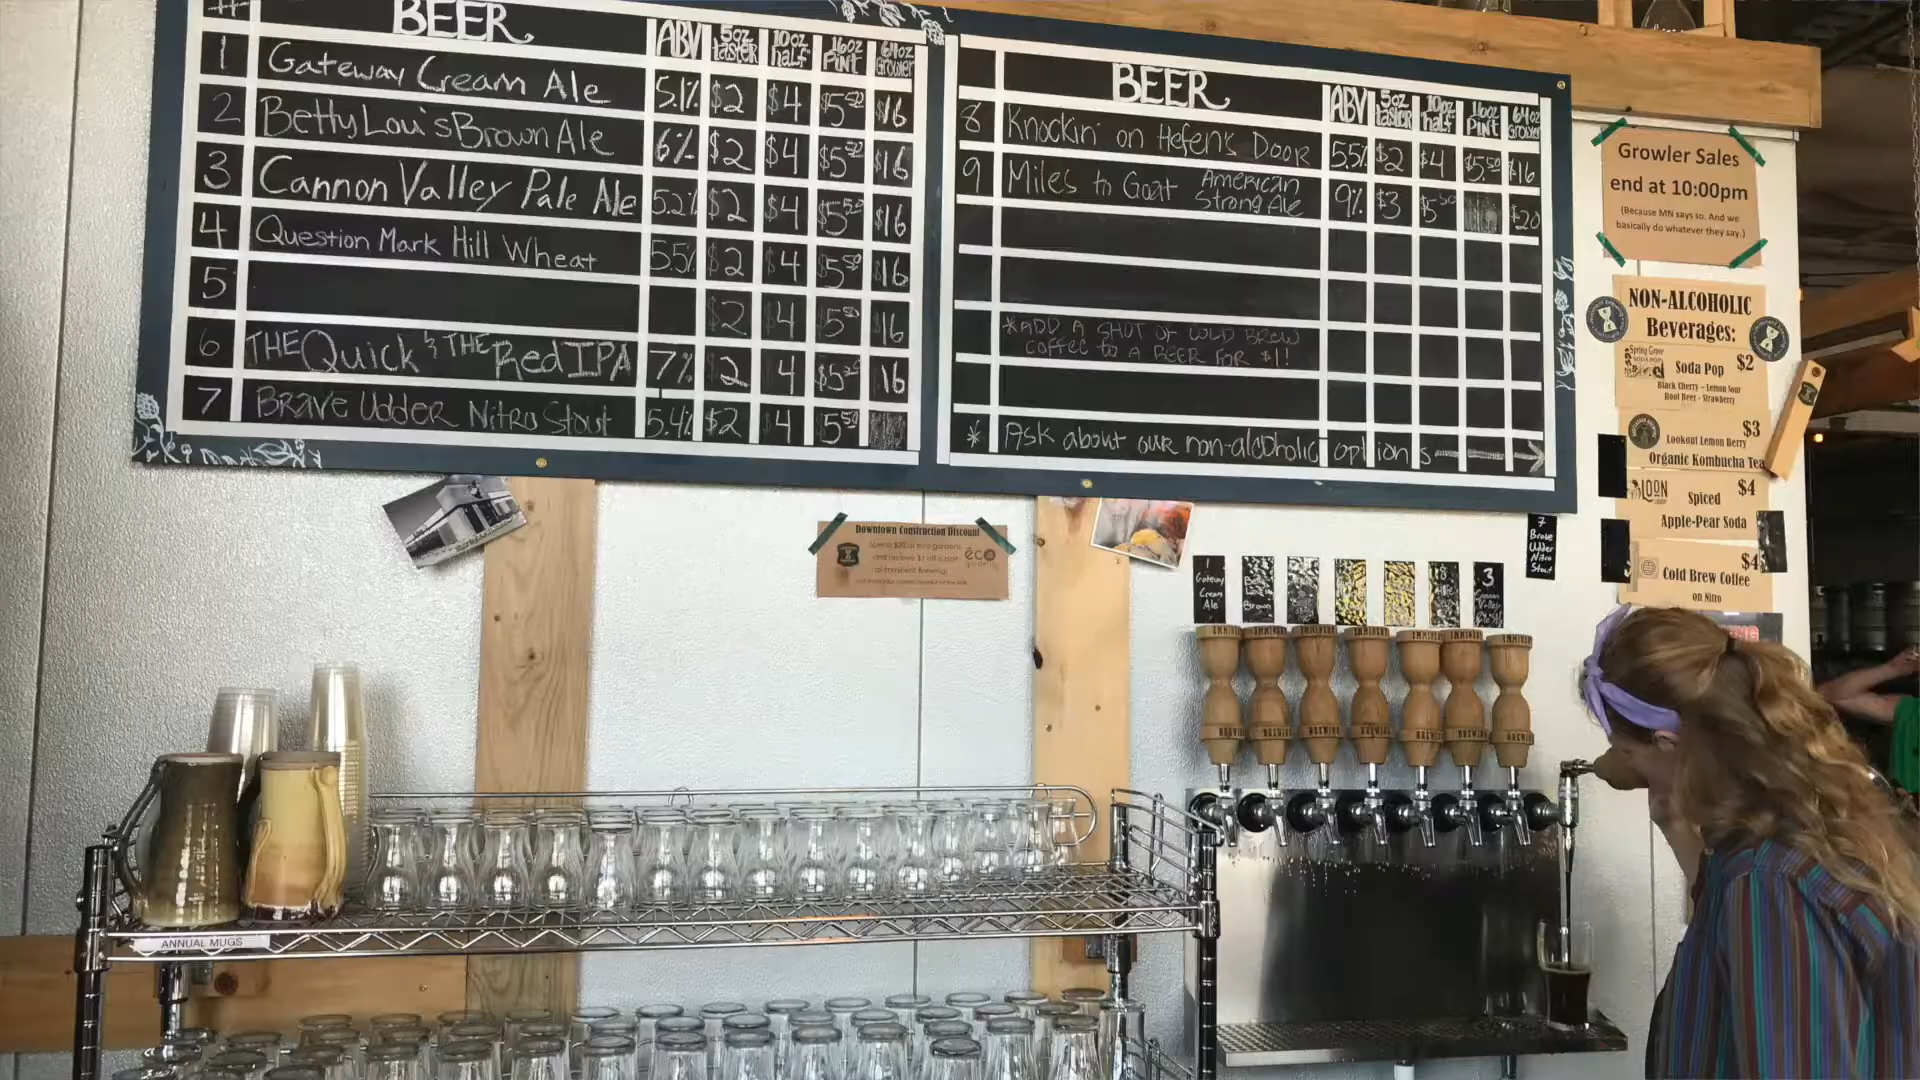 # BEER ABV 5oz taster 10oz half 16oz Pint 64oz Growler
1 Gateway Cream Ale 5.1% $2 $4 $5.50 $16
2 Betty Lou's Brown Ale 6% $2 $4 $5.50 $16
3 Cannon Valley Pale Ale 5.2% $2 $4 $5.50 $16
4 Question Mark Hill Wheat 5.5% $2 $4 $5.50 $16
5 $2 $4 $5.50 $16
6 THE Quick & THE Red IPA 7% $2 4 $5.50 16
7 Brave Udder Nitro Stout 5.4% $2 4 5.50
BEER ABV 5oz taster 10oz half 16oz Pint 64oz Growler
8 Knockin' on Hefen's Door 5.5% $2 $4 $5.50 $16
9 Miles to Goat American Strong Ale 9% $3 $5.50 $20
*ADD A SHOT OF COLD BREW
COFFEE TO A BEER FOR $1!
* Ask about our non-alcoholic options
Growler Sales
end at 10:00pm
(Because MN says so. And we
basically do whatever they say.)
NON-ALCOHOLIC
Beverages:
Spring Grove
SODA POP
Soda Pop $2
Black Cherry - Lemon Sour
Root Beer - Strawberry
$3
Lookout Lemon Berry
Organic Kombucha Tea
LOON
Spiced $4
Apple-Pear Soda
$4
Cold Brew Coffee
on Nitro
Downtown Construction Discount
eco
7
Brave
Udder
Nitro
Stout
1
Gateway
Cream
Ale
Brown
3
Cannon
Valley
ANNUAL MUGS